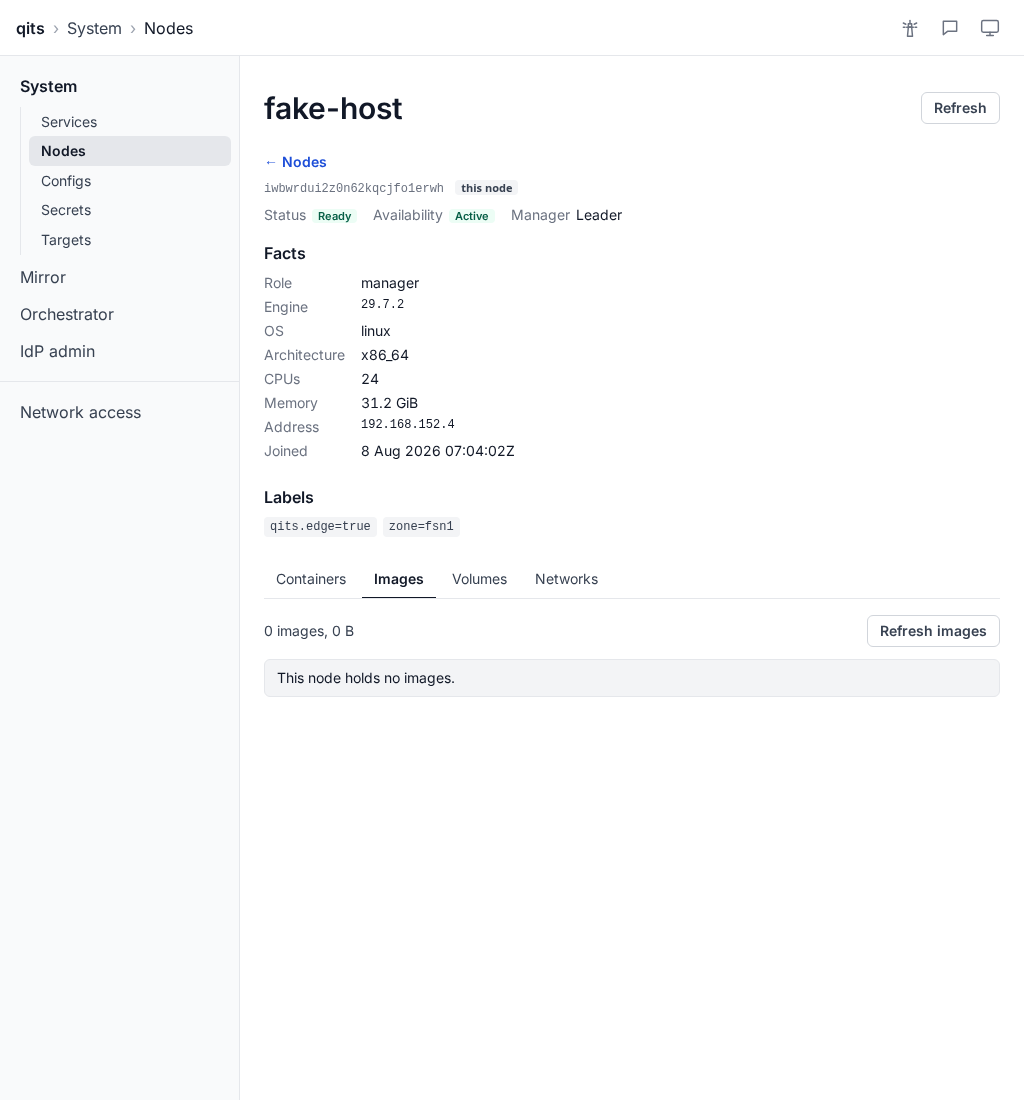 qits › System › Nodes
System
Services
Nodes
Configs
Secrets
Targets
Mirror
Orchestrator
IdP admin
Network access
fake-host
Refresh
← Nodes
iwbwrdui2z0n62kqcjfo1erwh this node
Status Ready Availability Active Manager Leader
Facts
Role manager
Engine 29.7.2
OS linux
Architecture x86_64
CPUs 24
Memory 31.2 GiB
Address 192.168.152.4
Joined 8 Aug 2026 07:04:02Z
Labels
qits.edge=true zone=fsn1
Containers Images Volumes Networks
0 images, 0 B
Refresh images
This node holds no images.